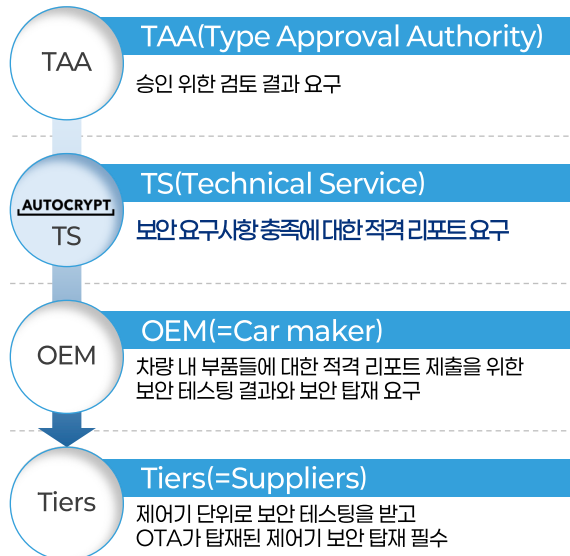 TAA
TAA(Type Approval Authority)
승인 위한 검토 결과 요구
AUTOCRYPT
TS
TS(Technical Service)
보안 요구사항 충족에 대한 적격 리포트 요구
OEM
OEM(=Car maker)
차량 내 부품들에 대한 적격 리포트 제출을 위한
보안 테스팅 결과와 보안 탑재 요구
Tiers
Tiers(=Suppliers)
제어기 단위로 보안 테스팅을 받고
OTA가 탑재된 제어기 보안 탑재 필수